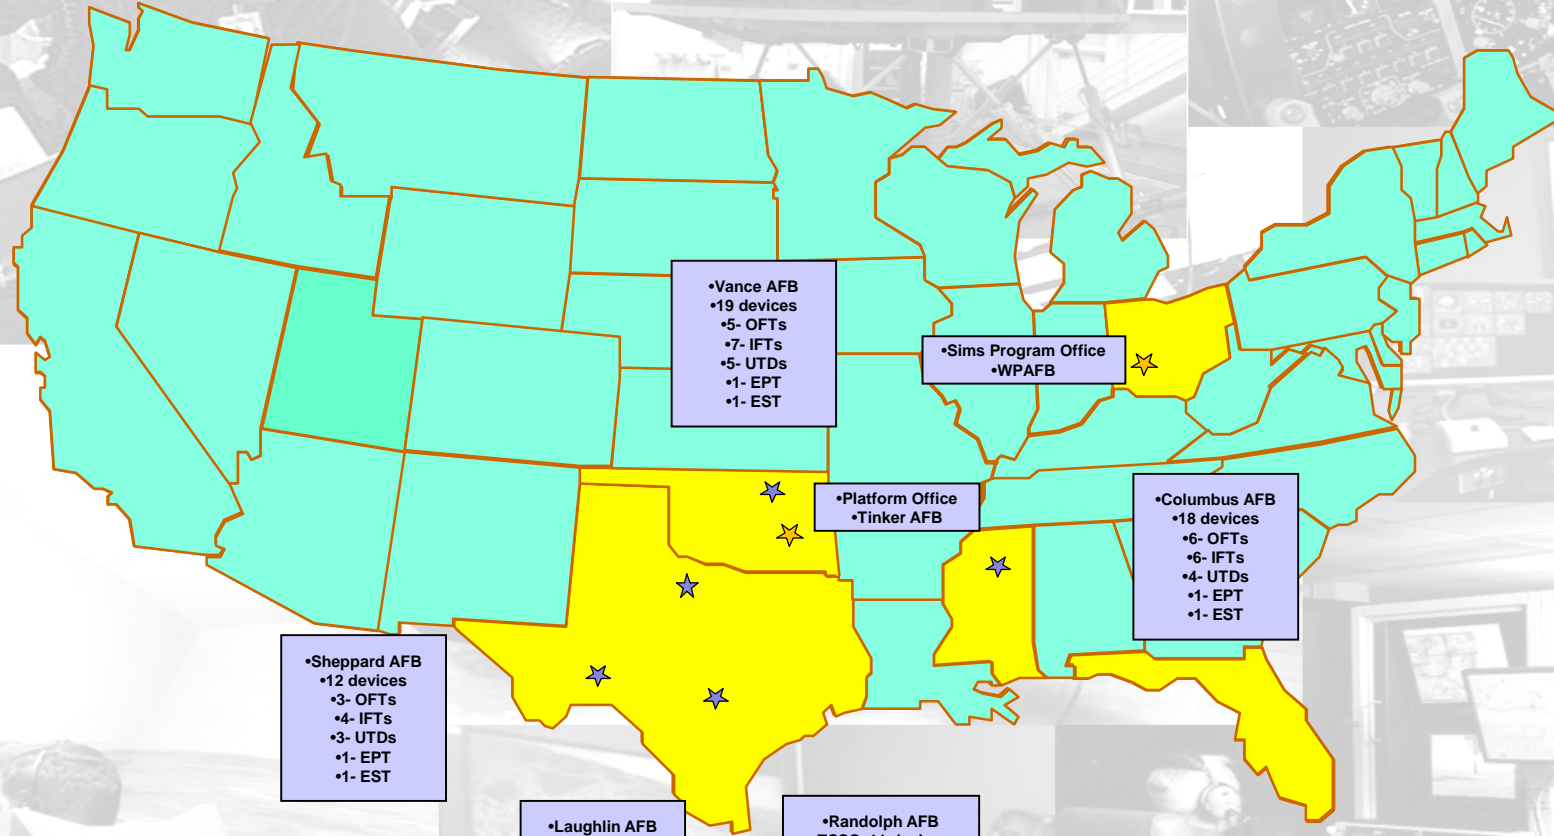 •Vance AFB
•19 devices
•5- OFTs
•7- IFTs
•5- UTDs
•1- EPT
•1- EST
•Sims Program Office
•WPAFB
•Platform Office
•Tinker AFB
•Columbus AFB
•18 devices
•6- OFTs
•6- IFTs
•4- UTDs
•1- EPT
•1- EST
•Sheppard AFB
•12 devices
•3- OFTs
•4- IFTs
•3- UTDs
•1- EPT
•1- EST
•Laughlin AFB
•Randolph AFB